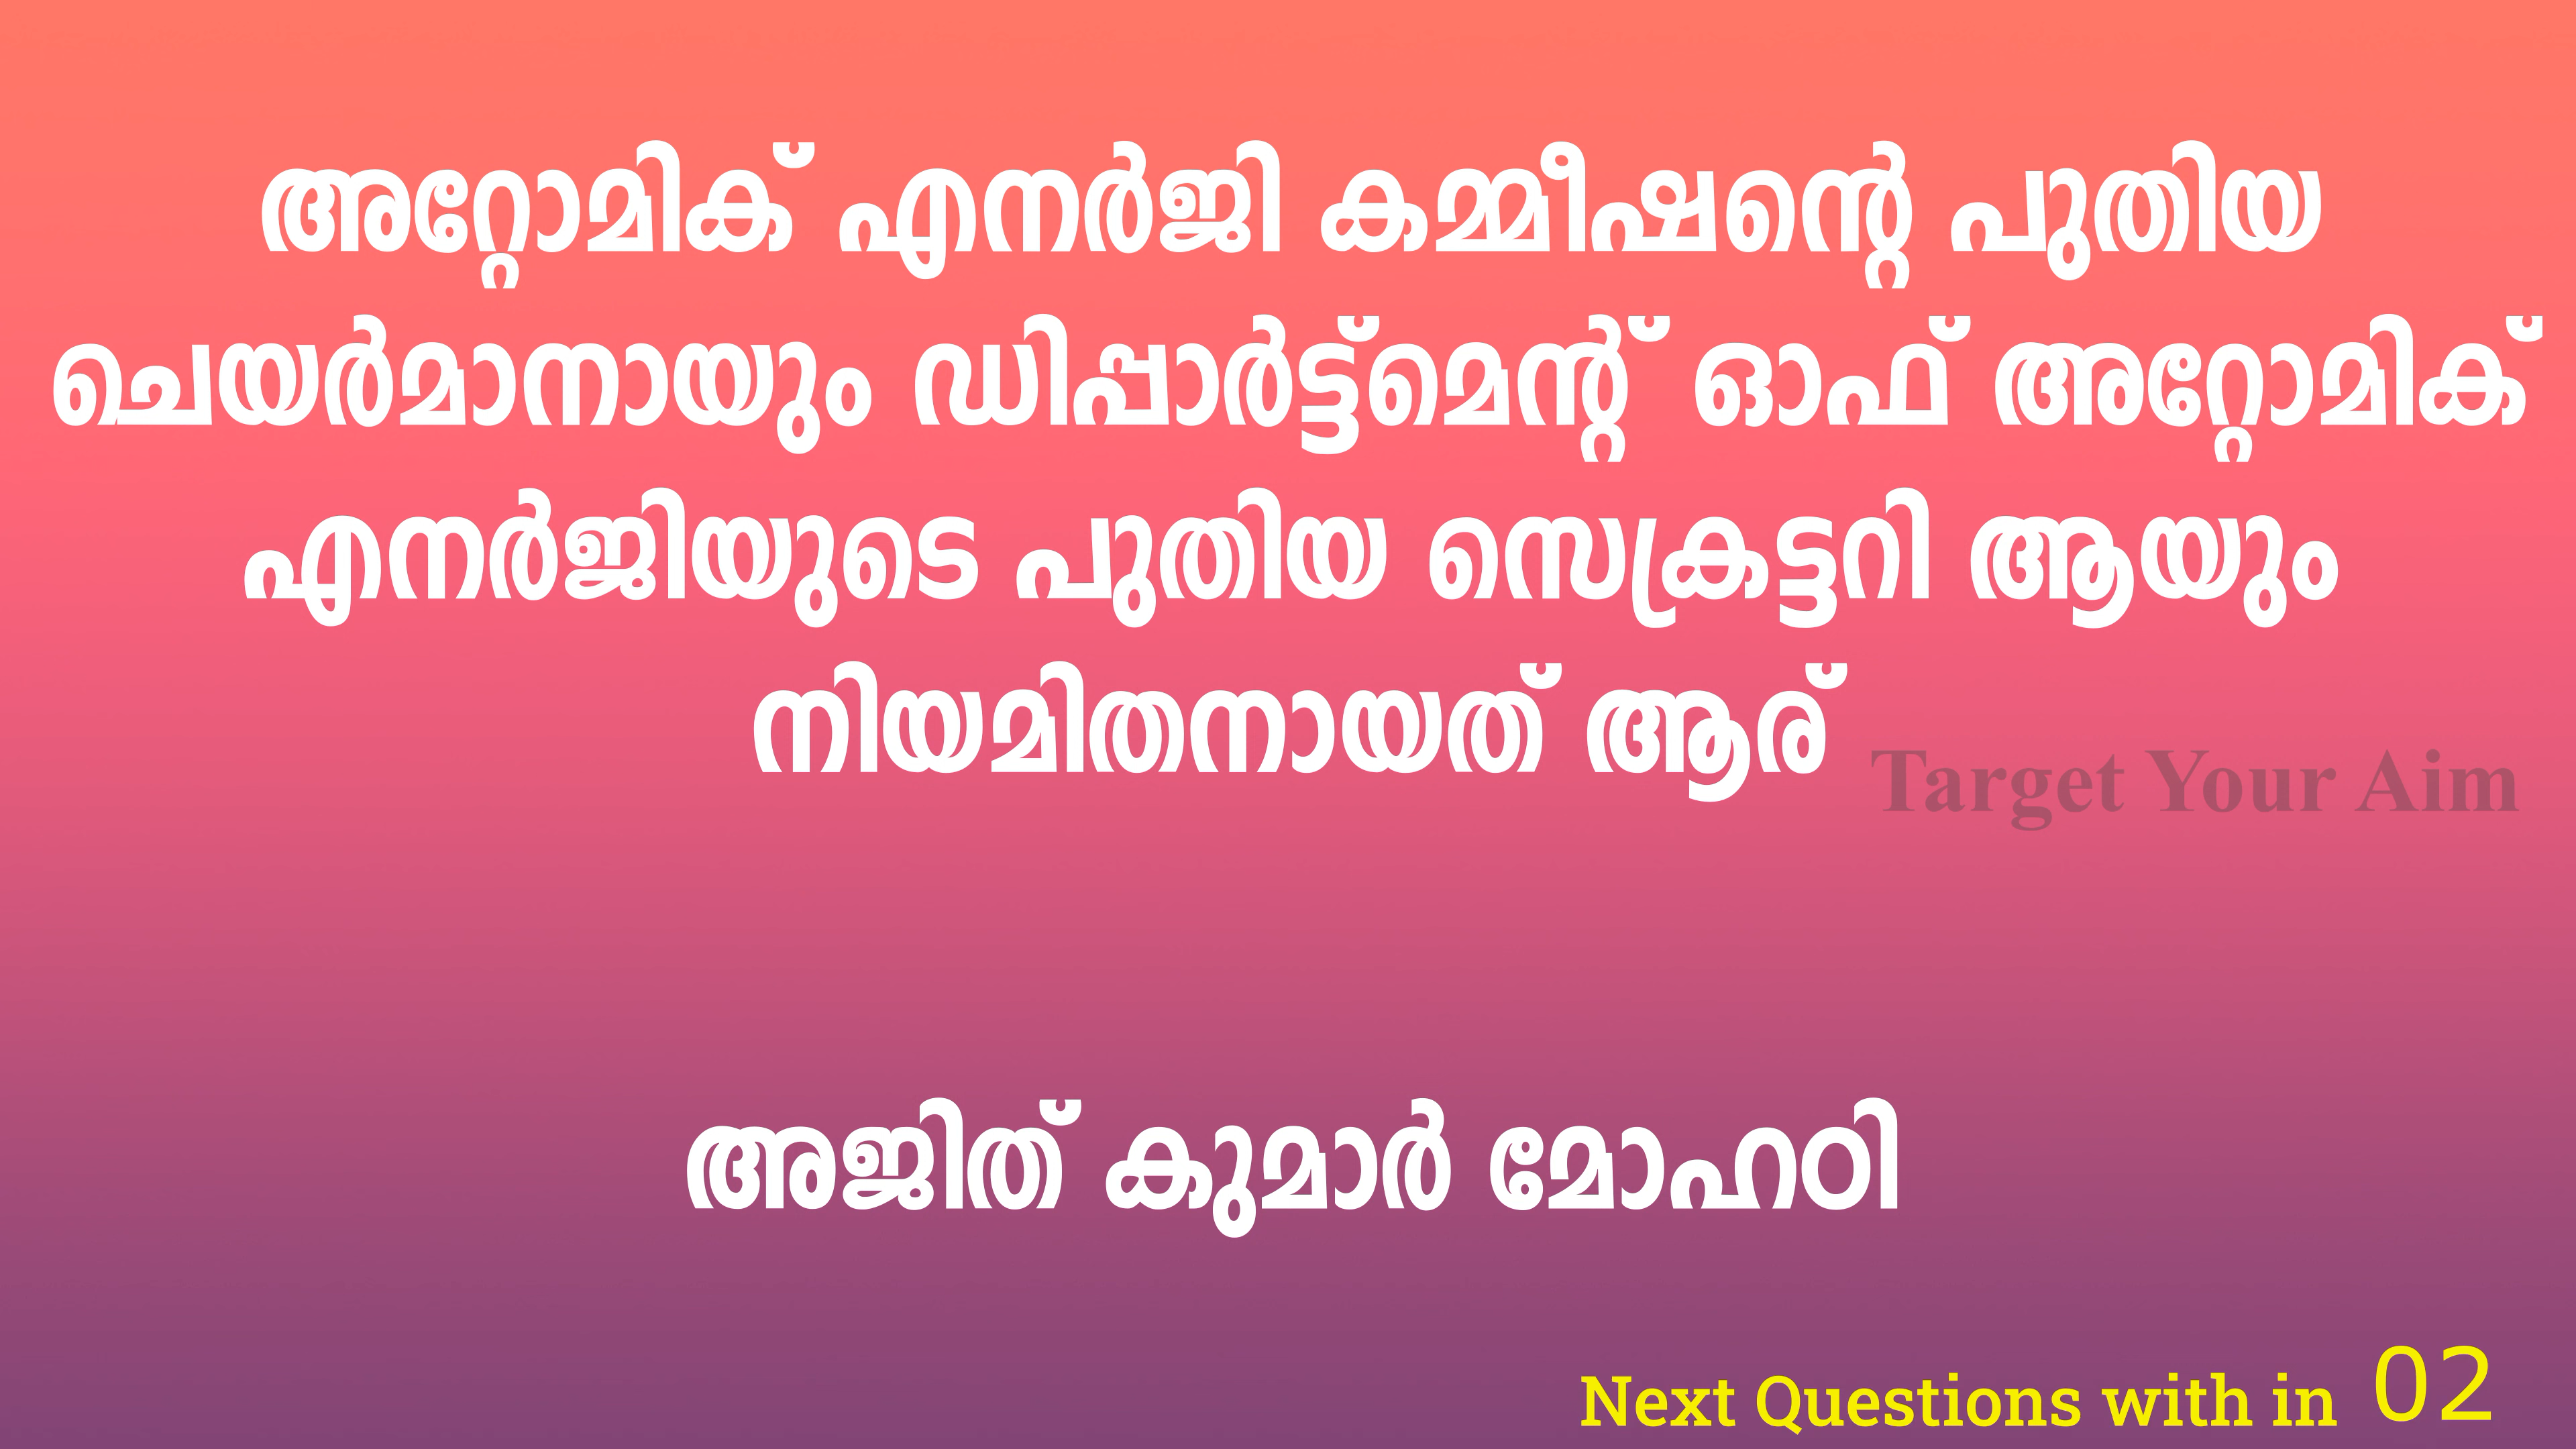 അറ്റോമിക് എനർജി കമ്മീഷന്റെ പുതിയ
ചെയർമാനായും ഡിപ്പാർട്ട്മെന്റ് ഓഫ് അറ്റോമിക്
എനർജിയുടെ പുതിയ സെക്രട്ടറി ആയും
നിയമിതനായത് ആര്
Target Your Aim
അജിത് കുമാർ മോഹഠി
Next Questions with in 02